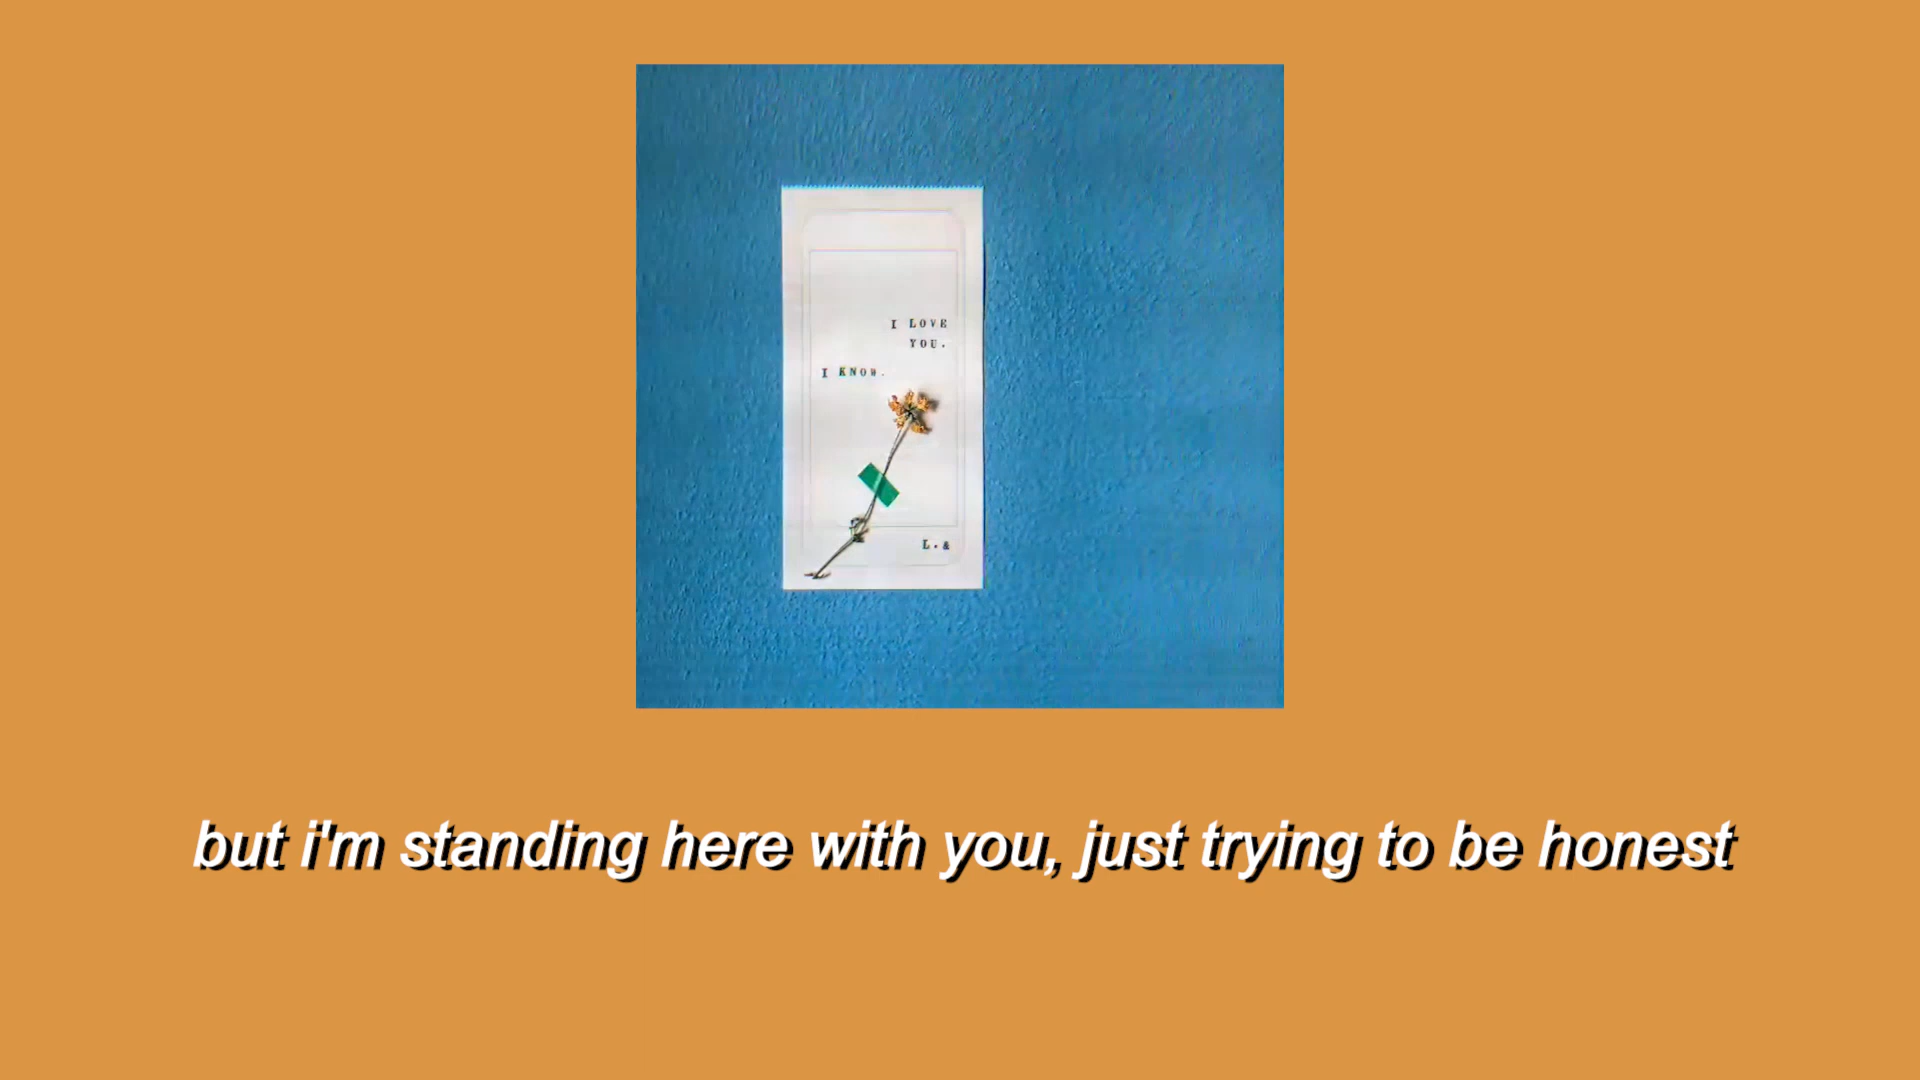 I LOVE
YOU.
I KNOW.
L.&
but i'm standing here with you, just trying to be honest